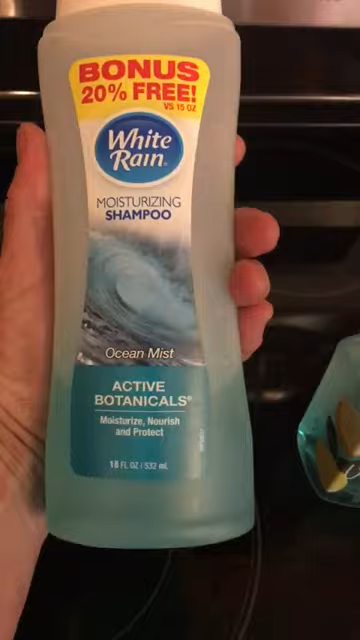 BONUS
20% FREE!
VS 15 OZ
White
Rain®
MOISTURIZING
SHAMPOO
Ocean Mist
ACTIVE
BOTANICALS®
Moisturize, Nourish
and Protect
18 FL OZ / 532 mL